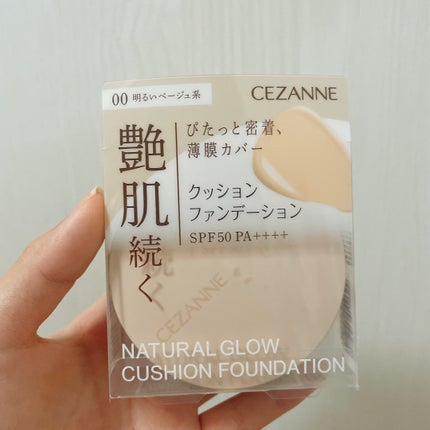 00 明るいベージュ系
CEZANNE
艶肌続く
ぴたっと密着、
薄膜カバー
クッション
ファンデーション
SPF50 PA++++
CEZANNE
NATURAL GLOW
CUSHION FOUNDATION